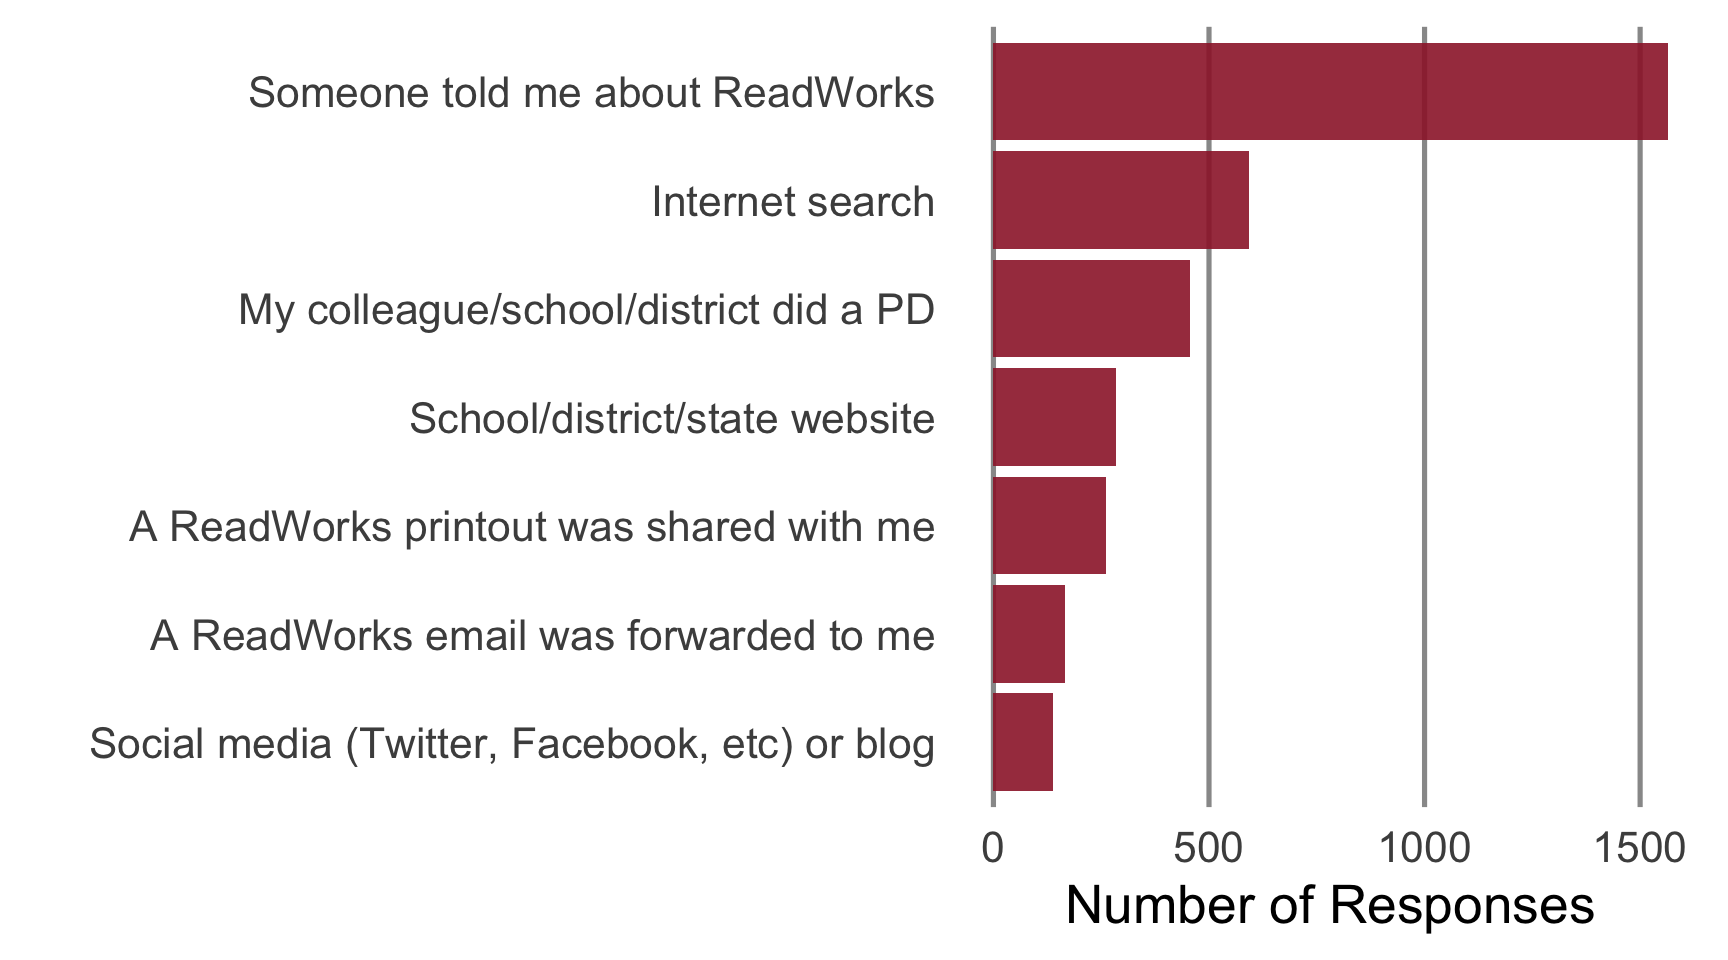 Someone told me about ReadWorks
Internet search
My colleague/school/district did a PD
School/district/state website
A ReadWorks printout was shared with me
A ReadWorks email was forwarded to me
Social media (Twitter, Facebook, etc) or blog
0 500 1000 1500
Number of Responses